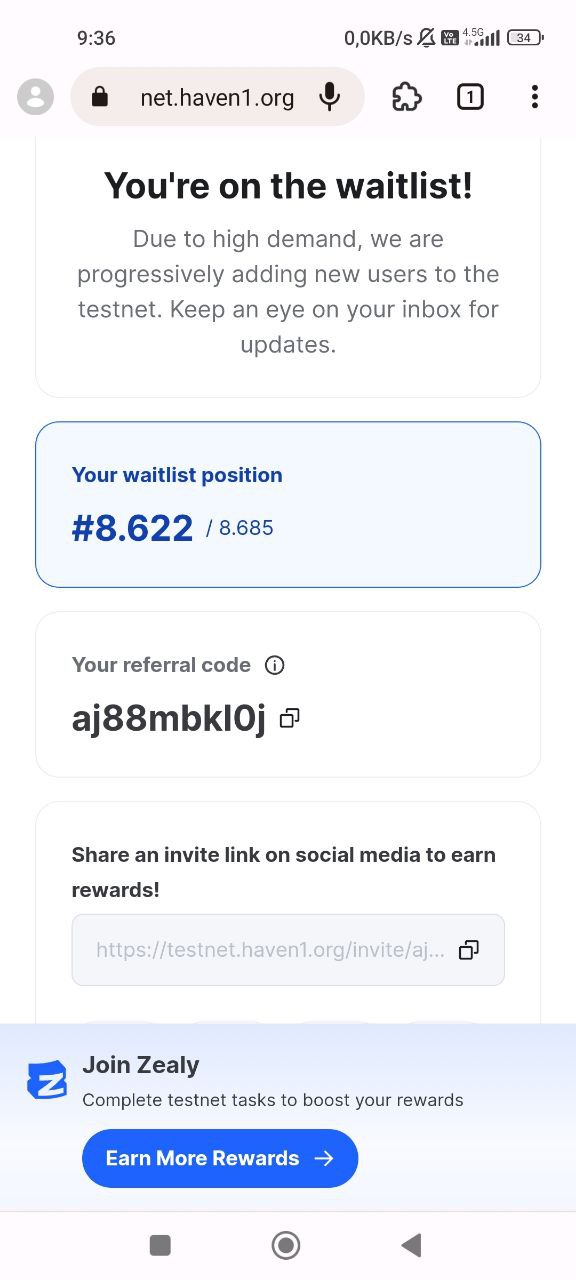 9:36
0,0KB/s Vo LTE 4.5G 34
net.haven1.org 1
You're on the waitlist!
Due to high demand, we are
progressively adding new users to the
testnet. Keep an eye on your inbox for
updates.
Your waitlist position
#8.622 / 8.685
Your referral code
aj88mbkl0j
Share an invite link on social media to earn
rewards!
https://testnet.haven1.org/invite/aj...
Join Zealy
Complete testnet tasks to boost your rewards
Earn More Rewards →